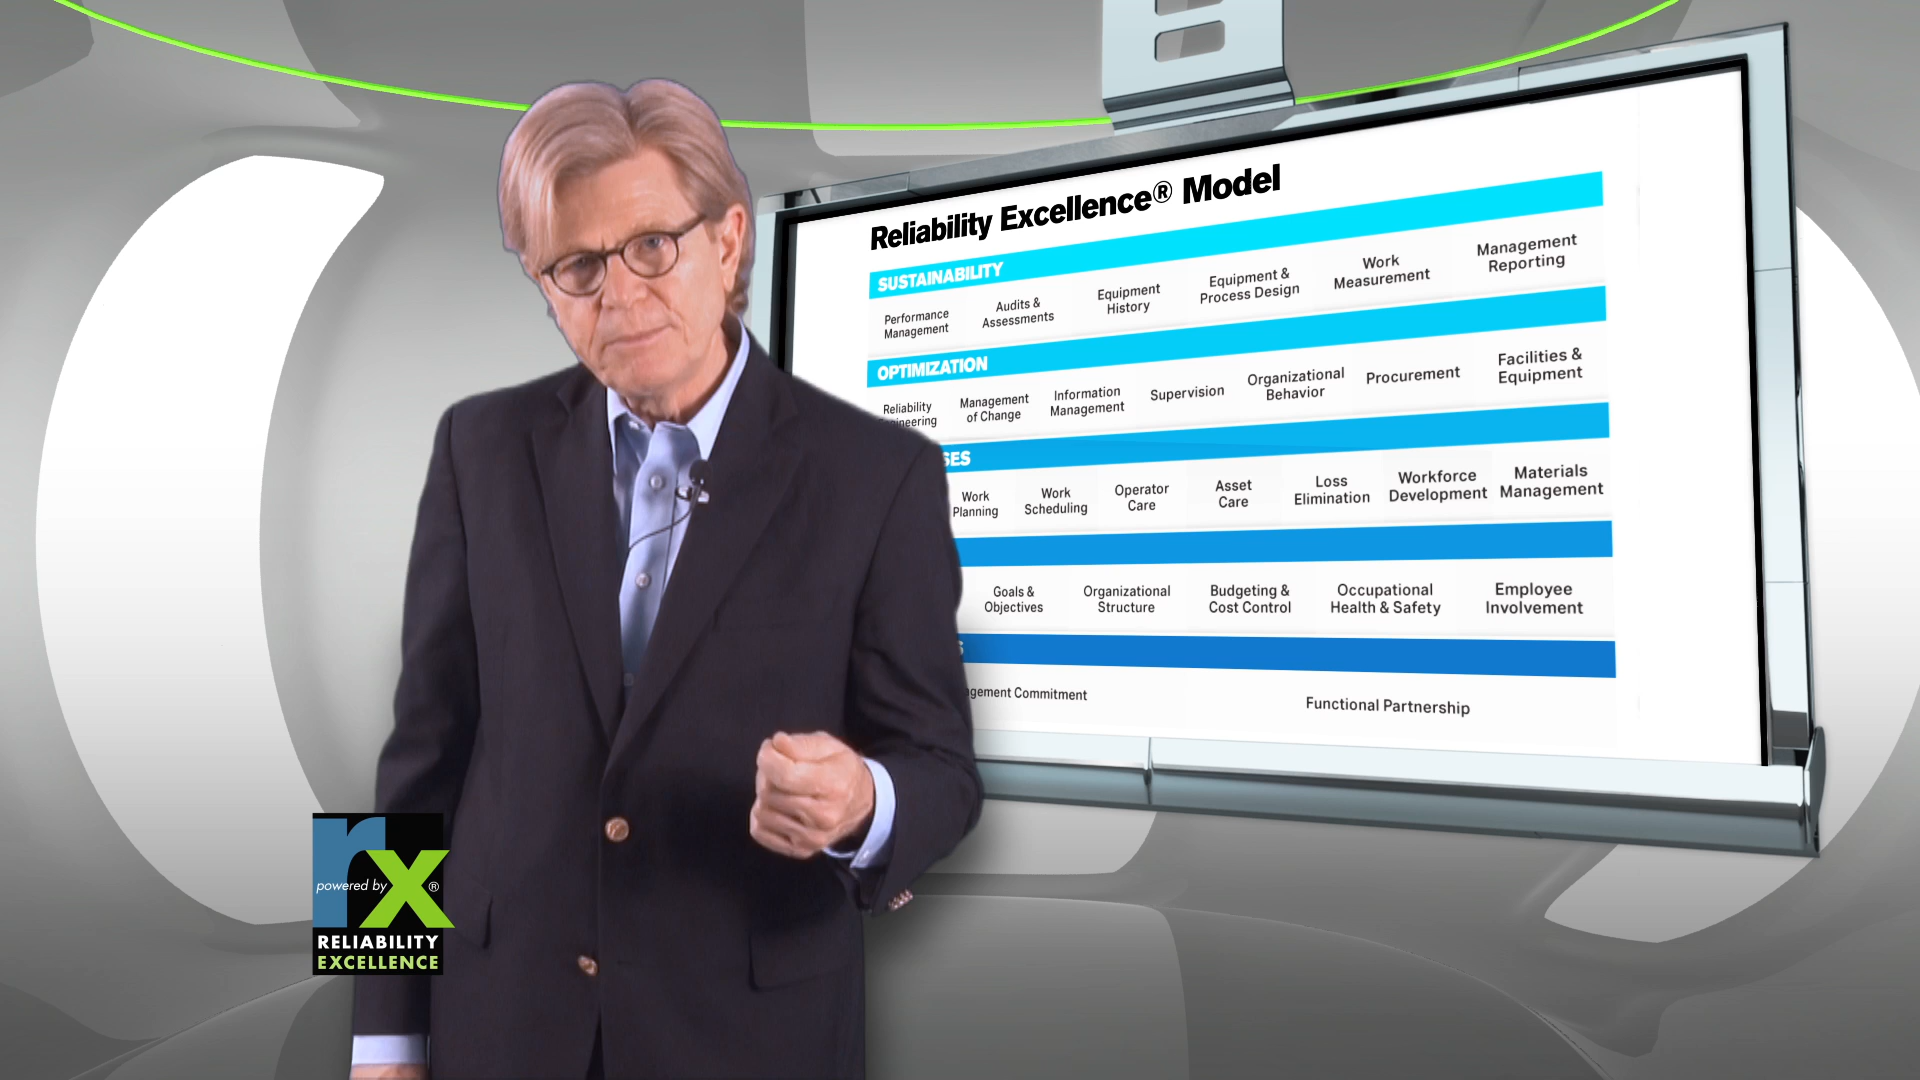 Reliability Excellence® Model
SUSTAINABILITY
Performance
Management
Audits &
Assessments
Equipment
History
Equipment &
Process Design
Work
Measurement
Management
Reporting
OPTIMIZATION
Reliability
Management
of Change
Information
Management
Supervision
Organizational
Behavior
Procurement
Facilities &
Equipment
Work
Planning
Work
Scheduling
Operator
Care
Asset
Care
Loss
Elimination
Workforce
Development
Materials
Management
Goals &
Objectives
Organizational
Structure
Budgeting &
Cost Control
Occupational
Health & Safety
Employee
Involvement
Commitment
Functional Partnership
rx®
powered by
RELIABILITY
EXCELLENCE